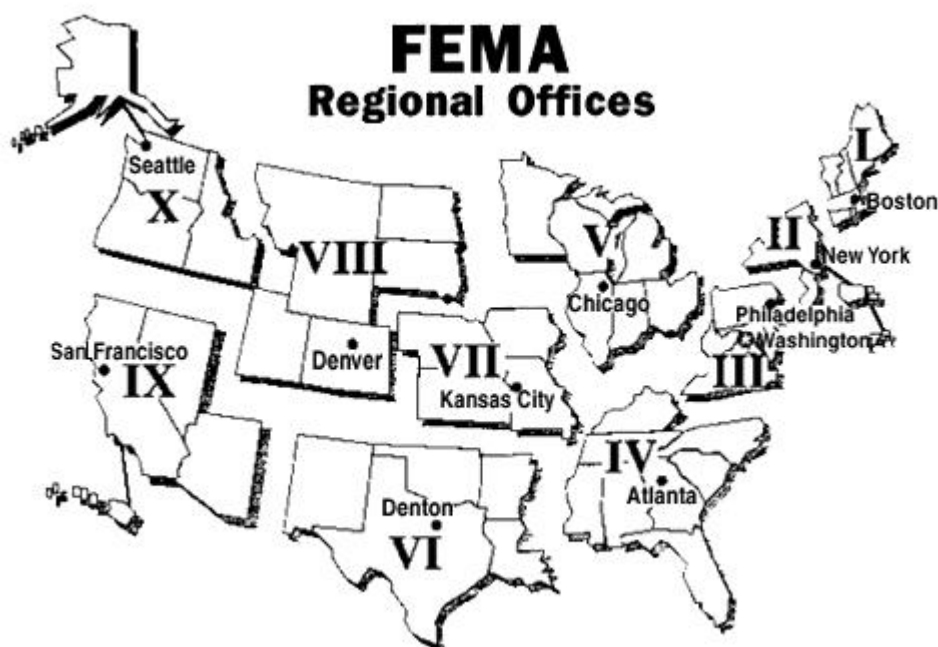 FEMA
Regional Offices
Seattle
X
VIII
V
I
Boston
II
New York
Chicago
Philadelphia
Washington
III
San Francisco
IX
Denver
VII
Kansas City
IV
Atlanta
Denton
VI